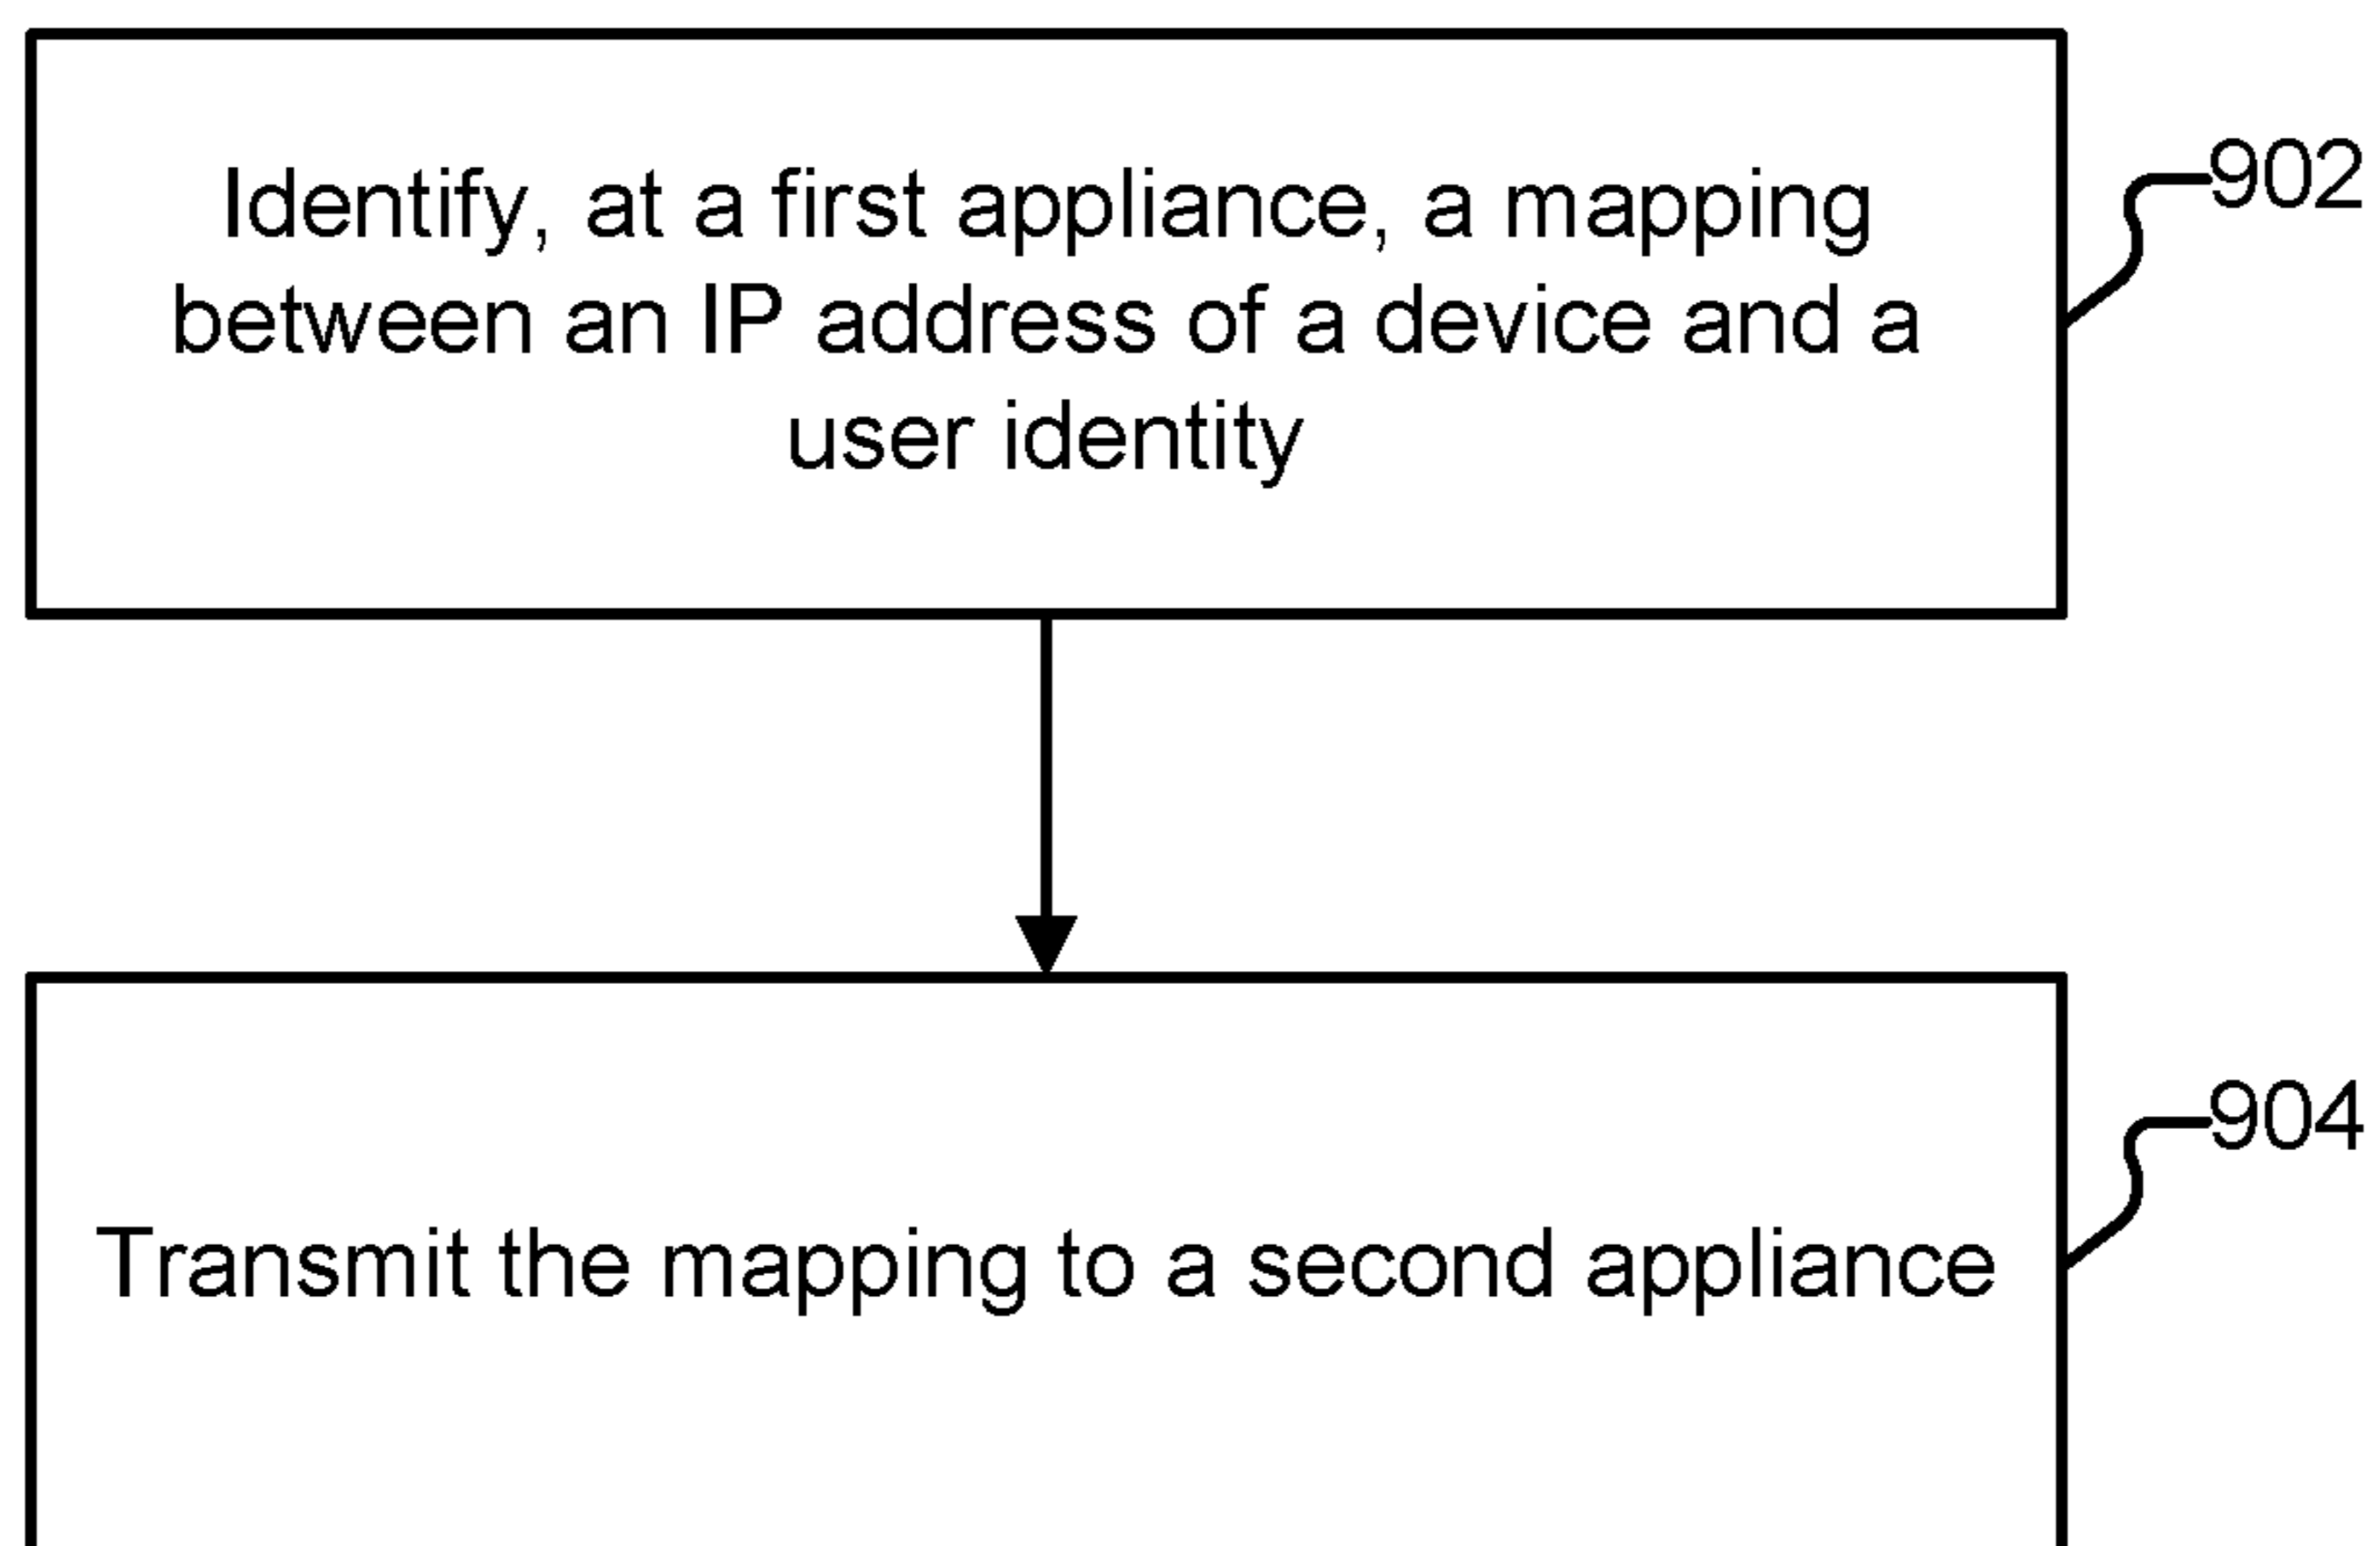 Identify, at a first appliance, a mapping
between an IP address of a device and a
user identity
902
Transmit the mapping to a second appliance
904